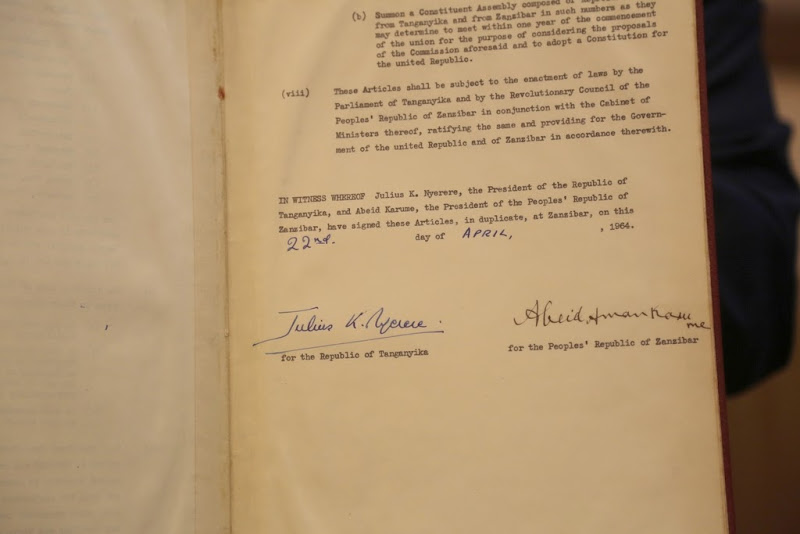 (b) Summon a Constituent Assembly composed of
from Tanganyika and from Zanzibar in such numbers as they
may determine to meet within one year of the commencement
of the union for the purpose of considering the proposals
of the Commission aforesaid and to adopt a Constitution for
the united Republic.
(viii) These Articles shall be subject to the enactment of laws by the
Parliament of Tanganyika and by the Revolutionary Council of the
Peoples' Republic of Zanzibar in conjunction with the Cabinet of
Ministers thereof, ratifying the same and providing for the Govern-
ment of the united Republic and of Zanzibar in accordance therewith.
IN WITNESS WHEREOF Julius K. Nyerere, the President of the Republic of
Tanganyika, and Abeid Karume, the President of the Peoples' Republic of
Zanzibar, have signed these Articles, in duplicate, at Zanzibar, on this
22nd. day of APRIL, , 1964.
Julius K. Nyerere. Abeid Aman Karume
for the Republic of Tanganyika for the Peoples' Republic of Zanzibar